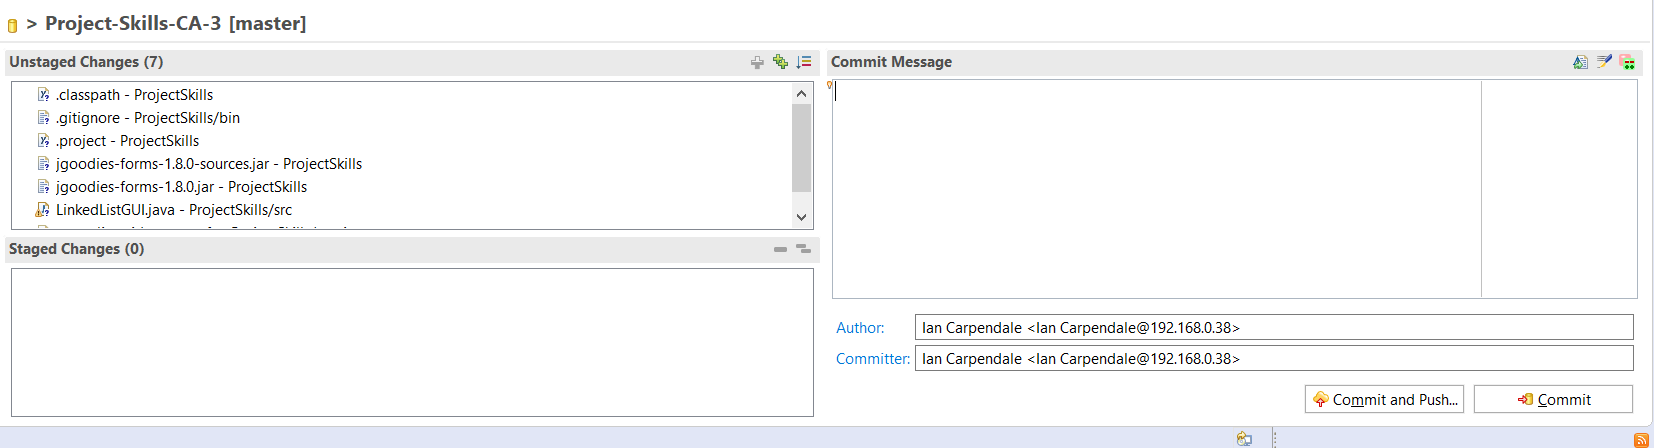 > Project-Skills-CA-3 [master]
Unstaged Changes (7)
.classpath - ProjectSkills
.gitignore - ProjectSkills/bin
.project - ProjectSkills
jgoodies-forms-1.8.0-sources.jar - ProjectSkills
jgoodies-forms-1.8.0.jar - ProjectSkills
LinkedListGUI.java - ProjectSkills/src
Staged Changes (0)
Commit Message
Author: Ian Carpendale <Ian Carpendale@192.168.0.38>
Committer: Ian Carpendale <Ian Carpendale@192.168.0.38>
Commit and Push... Commit